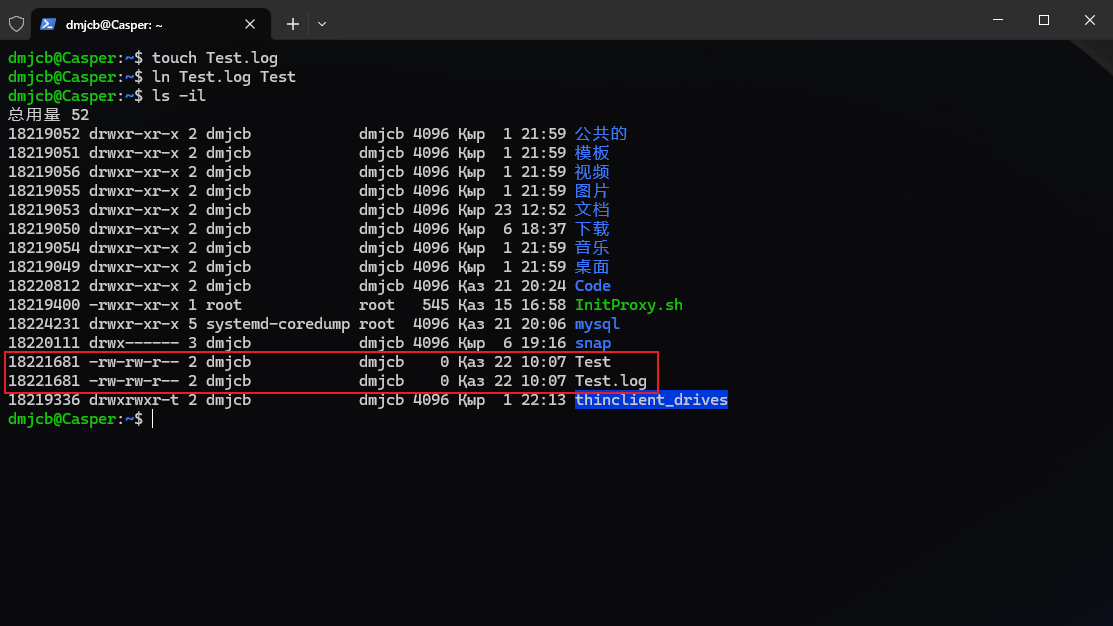 dmjcb@Casper: ~
dmjcb@Casper:~$ touch Test.log
dmjcb@Casper:~$ ln Test.log Test
dmjcb@Casper:~$ ls -il
总用量 52
18219052 drwxr-xr-x 2 dmjcb            dmjcb 4096 Қыр  1 21:59 公共的
18219051 drwxr-xr-x 2 dmjcb            dmjcb 4096 Қыр  1 21:59 模板
18219056 drwxr-xr-x 2 dmjcb            dmjcb 4096 Қыр  1 21:59 视频
18219055 drwxr-xr-x 2 dmjcb            dmjcb 4096 Қыр  1 21:59 图片
18219053 drwxr-xr-x 2 dmjcb            dmjcb 4096 Қыр 23 12:52 文档
18219050 drwxr-xr-x 2 dmjcb            dmjcb 4096 Қыр  6 18:37 下载
18219054 drwxr-xr-x 2 dmjcb            dmjcb 4096 Қыр  1 21:59 音乐
18219049 drwxr-xr-x 2 dmjcb            dmjcb 4096 Қыр  1 21:59 桌面
18220812 drwxr-xr-x 2 dmjcb            dmjcb 4096 Қаз 21 20:24 Code
18219400 -rwxr-xr-x 1 root             root   545 Қаз 15 16:58 InitProxy.sh
18224231 drwxr-xr-x 5 systemd-coredump root  4096 Қаз 21 20:06 mysql
18220111 drwx------ 3 dmjcb            dmjcb 4096 Қыр  6 19:16 snap
18221681 -rw-rw-r-- 2 dmjcb            dmjcb    0 Қаз 22 10:07 Test
18221681 -rw-rw-r-- 2 dmjcb            dmjcb    0 Қаз 22 10:07 Test.log
18219336 drwxrwxr-t 2 dmjcb            dmjcb 4096 Қыр  1 22:13 thinclient_drives
dmjcb@Casper:~$